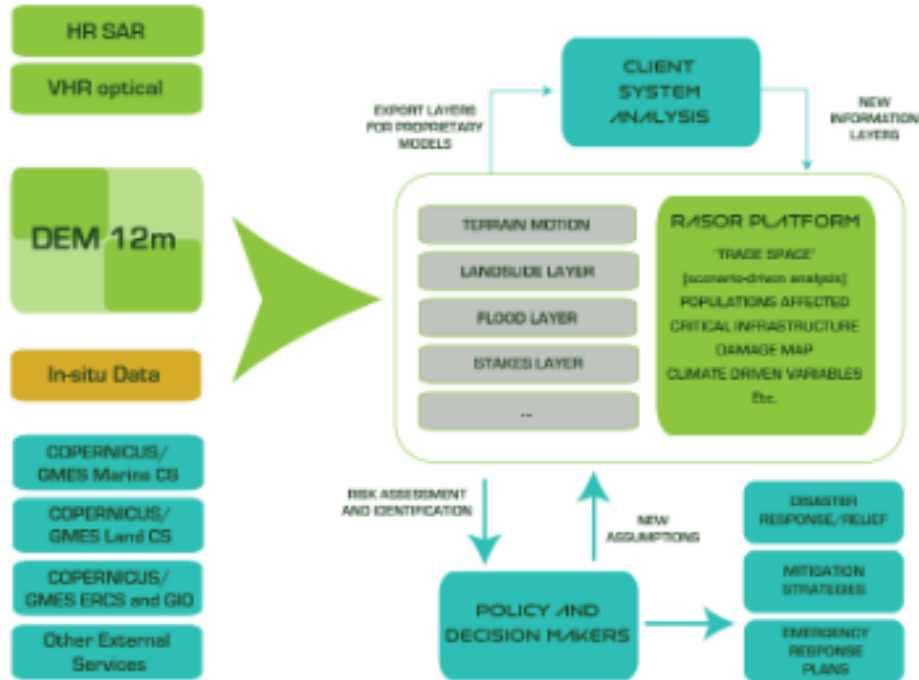 HR SAR
VHR optical
DEM 12m
In-situ Data
COPERNICUS/
GMES Marine CS
COPERNICUS/
GMES Land CS
COPERNICUS/
GMES ERCS and GIO
Other External
Services
CLIENT
SYSTEM
ANALYSIS
EXPORT LAYERS
FOR PROPRIETARY
MODELS
NEW
INFORMATION
LAYERS
TERRAIN MOTION
LANDSLIDE LAYER
FLOOD LAYER
STAKES LAYER
...
RASOR PLATFORM
'TRADE SPACE'
(scenario-driven analysis)
POPULATIONS AFFECTED
CRITICAL INFRASTRUCTURE
DAMAGE MAP
CLIMATE DRIVEN VARIABLES
Etc.
RISK ASSESSMENT
AND IDENTIFICATION
NEW
ASSUMPTIONS
POLICY AND
DECISION MAKERS
DISASTER
RESPONSE/RELIEF
MITIGATION
STRATEGIES
EMERGENCY
RESPONSE
PLANS